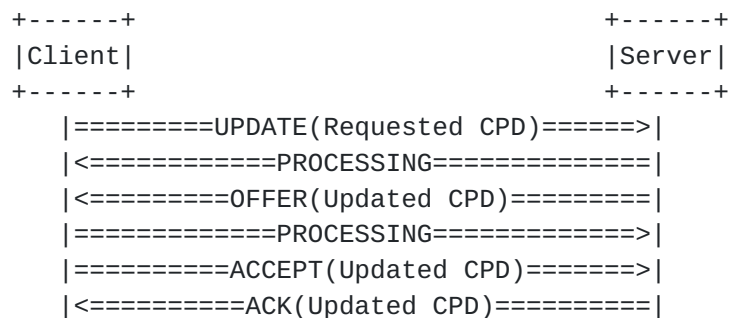 +------+                               +------+
|Client|                               |Server|
+------+                               +------+
   |=========UPDATE(Requested CPD)======>|
   |<============PROCESSING==============|
   |<=========OFFER(Updated CPD)=========|
   |=============PROCESSING=============>|
   |==========ACCEPT(Updated CPD)=======>|
   |<==========ACK(Updated CPD)==========|